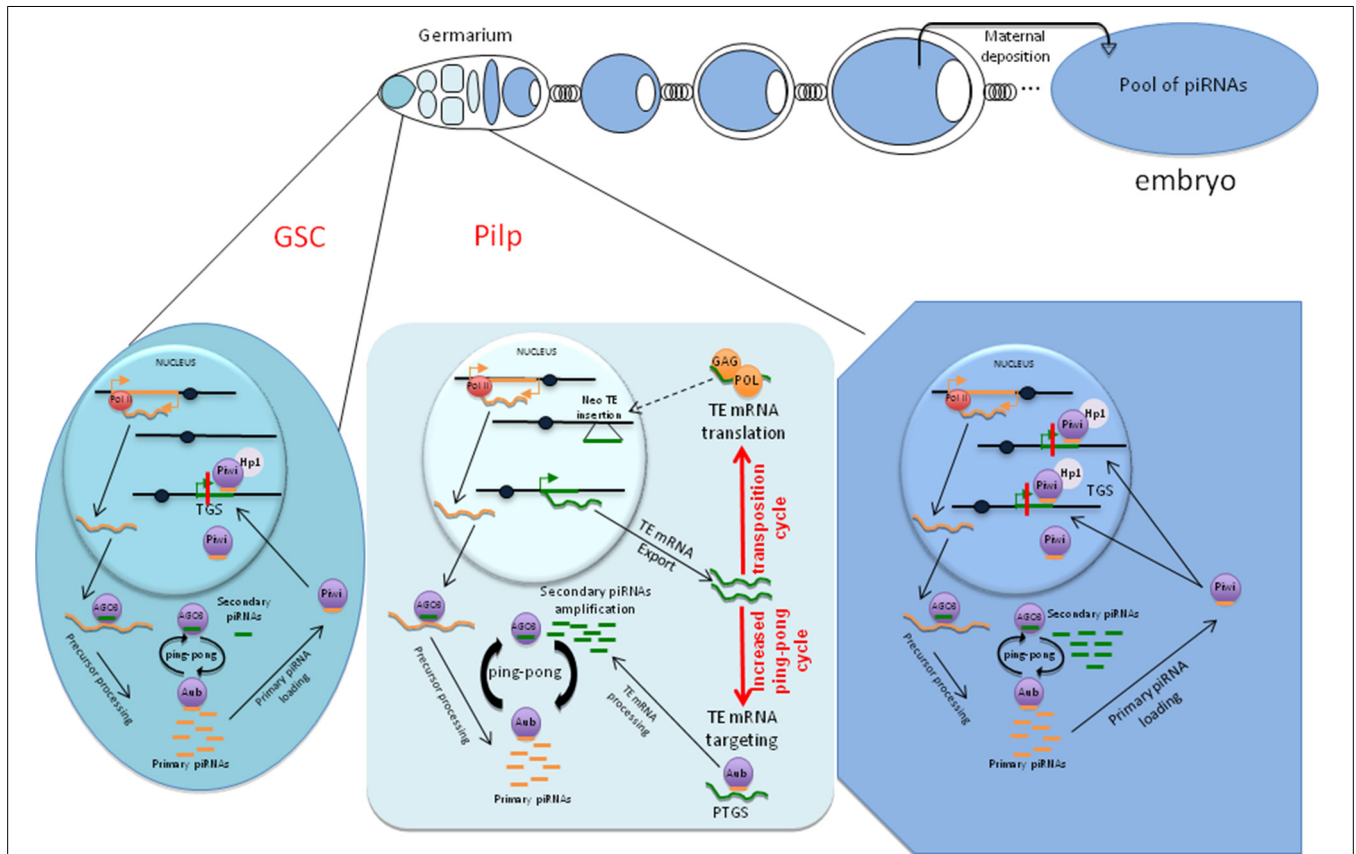 Germarium
Maternal
deposition
...
Pool of piRNAs
embryo
GSC
Pilp
NUCLEUS
Pol II
Hp1
Piwi
TGS
Piwi
AGO3
Secondary
piRNAs
AGO3
ping-pong
Aub
Piwi
Precursor processing
Primary piRNA
loading
Primary piRNAs
NUCLEUS
Pol II
Neo TE
insertion
GAG
POL
TE mRNA
translation
transposition
cycle
TE mRNA
Export
Secondary piRNAs
amplification
AGO3
AGO3
ping-pong
Aub
Precursor processing
Primary piRNAs
TE mRNA
processing
Increased
ping-pong
cycle
TE mRNA
targeting
Aub
PTGS
NUCLEUS
Pol II
Hp1
Piwi
Hp1
Piwi
TGS
Piwi
Piwi
AGO3
Secondary piRNAs
AGO3
ping-pong
Aub
Precursor processing
Primary piRNA
loading
Primary piRNAs